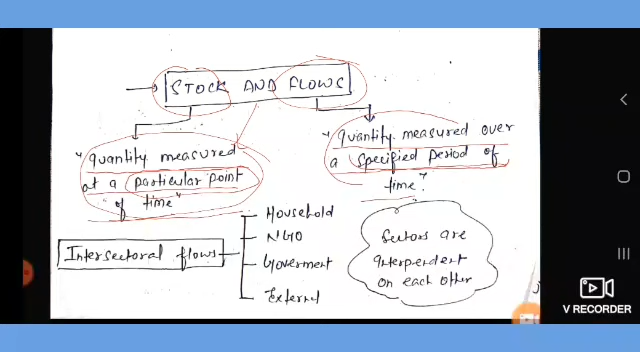 STOCK AND FLOWS
"quantity measured
at a particular point
of time"
"quantity measured over
a specified period of
time"
Intersectoral flows
Household
NGO
Goverment
External
Sectors are
interpendent
on each other
V RECORDER